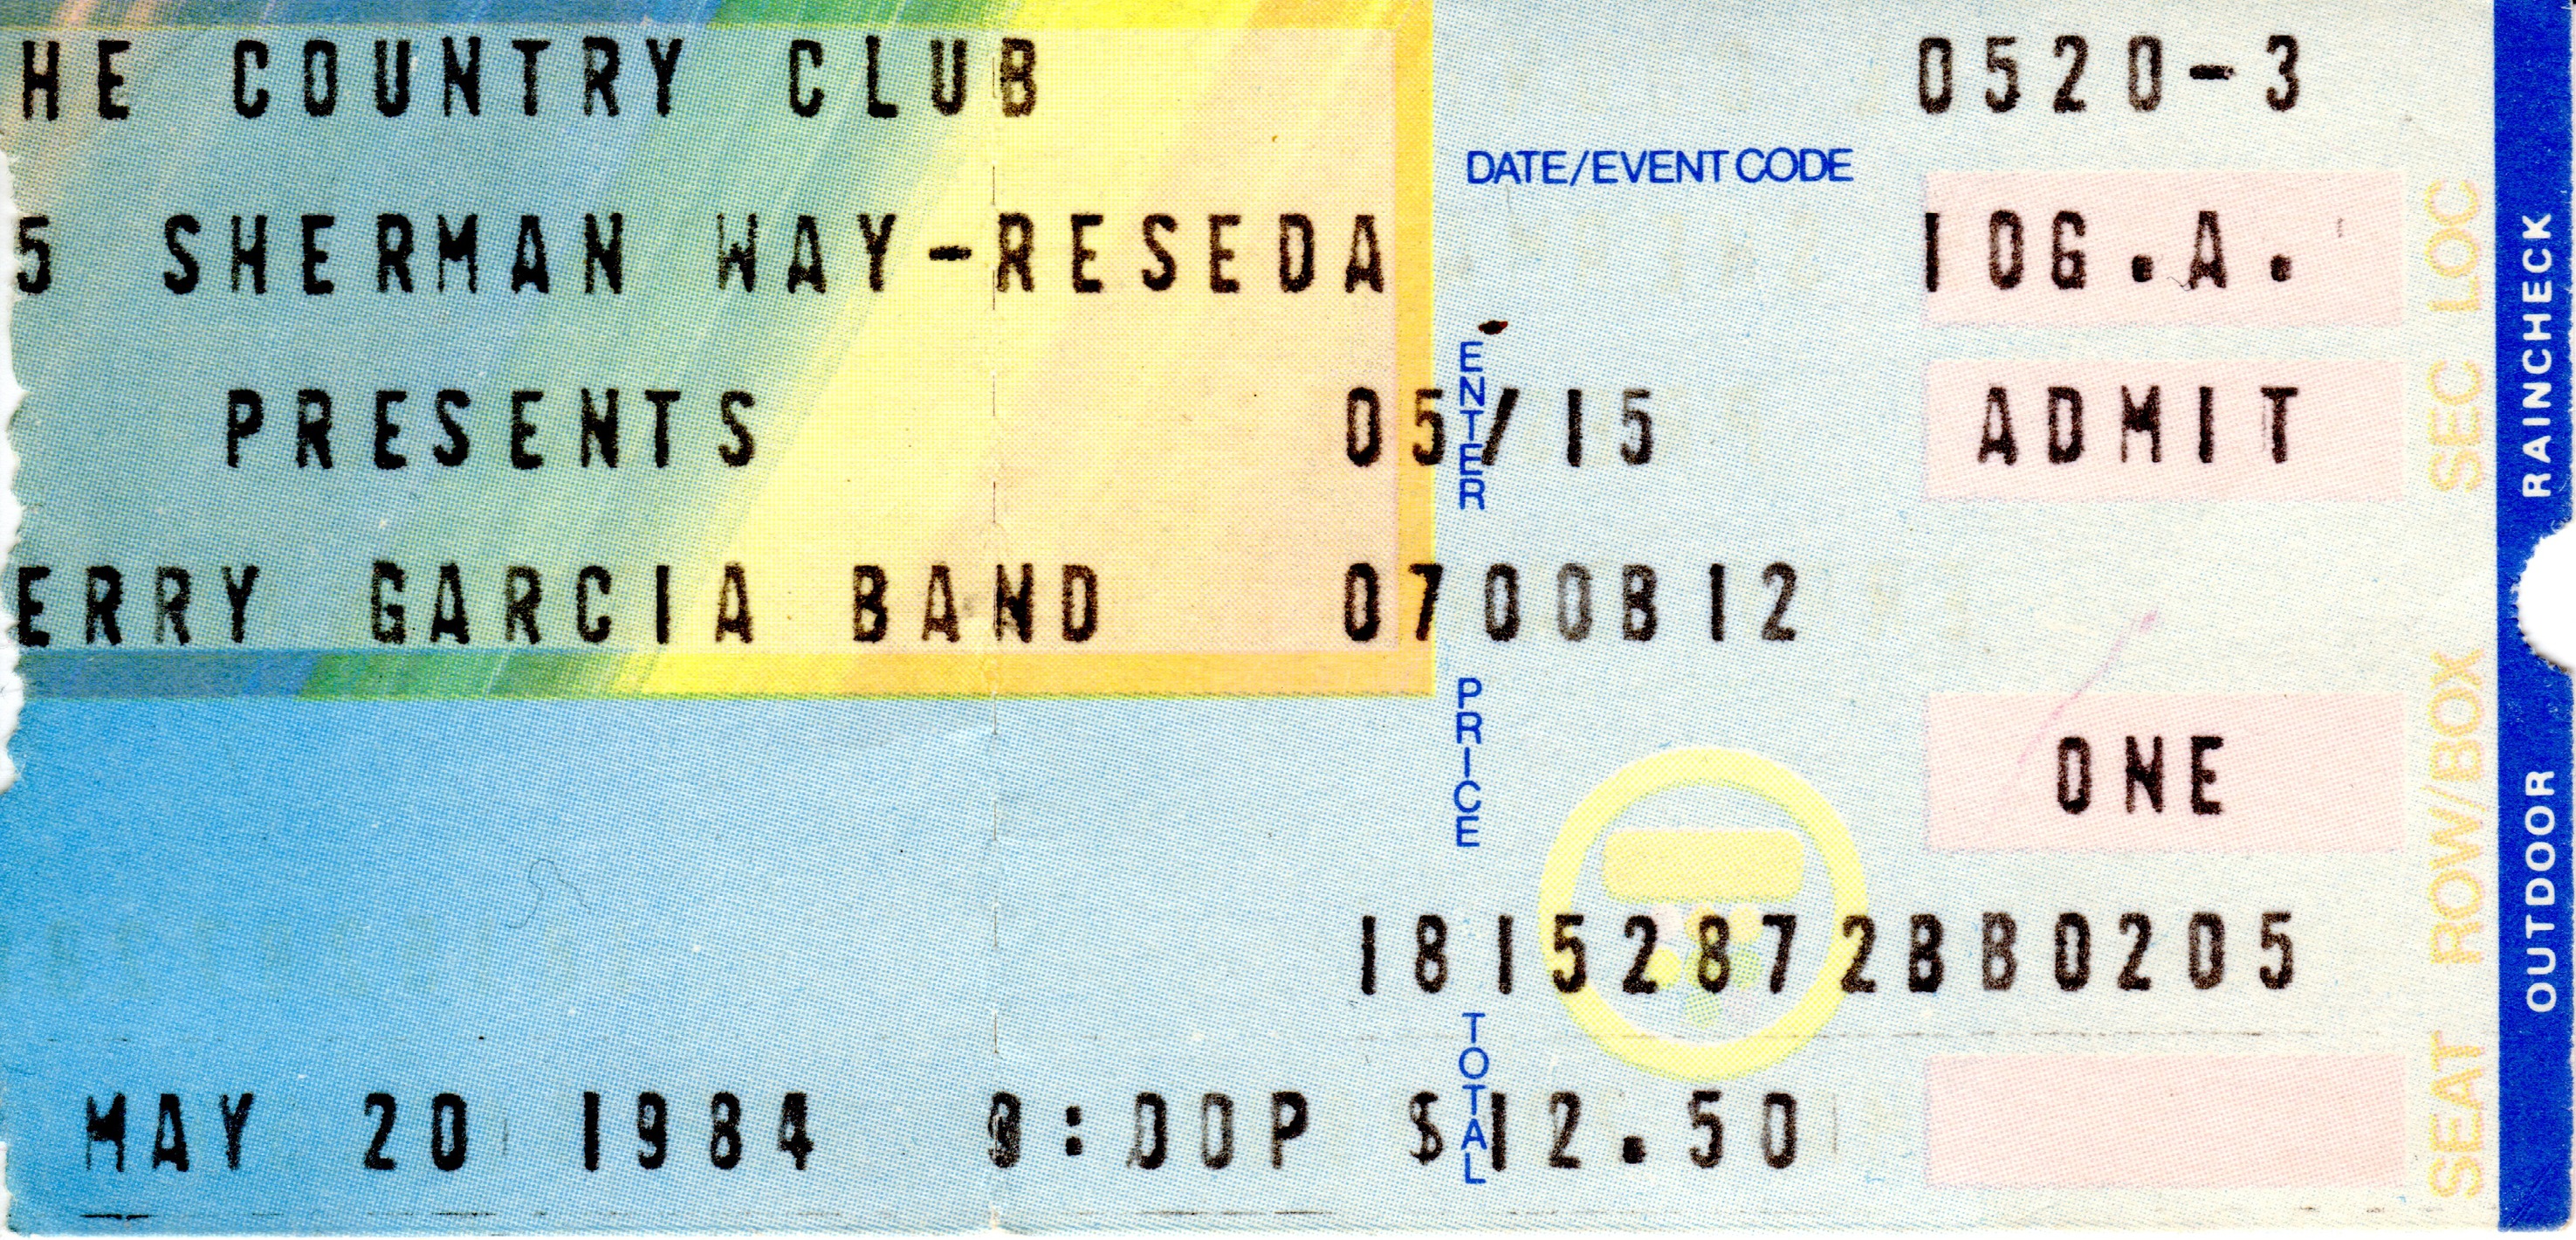 HE COUNTRY CLUB 0520-3
DATE/EVENT CODE
5 SHERMAN WAY-RESEDA 10G.A.
ENTER
PRESENTS 05/15 ADMIT
ERRY GARCIA BAND 0700B12
PRICE
ONE
18152872BB0205
TOTAL
MAY 20 1984 :00P $12.50
SEC LOC
ROW/BOX
SEAT
RAINCHECK
OUTDOOR